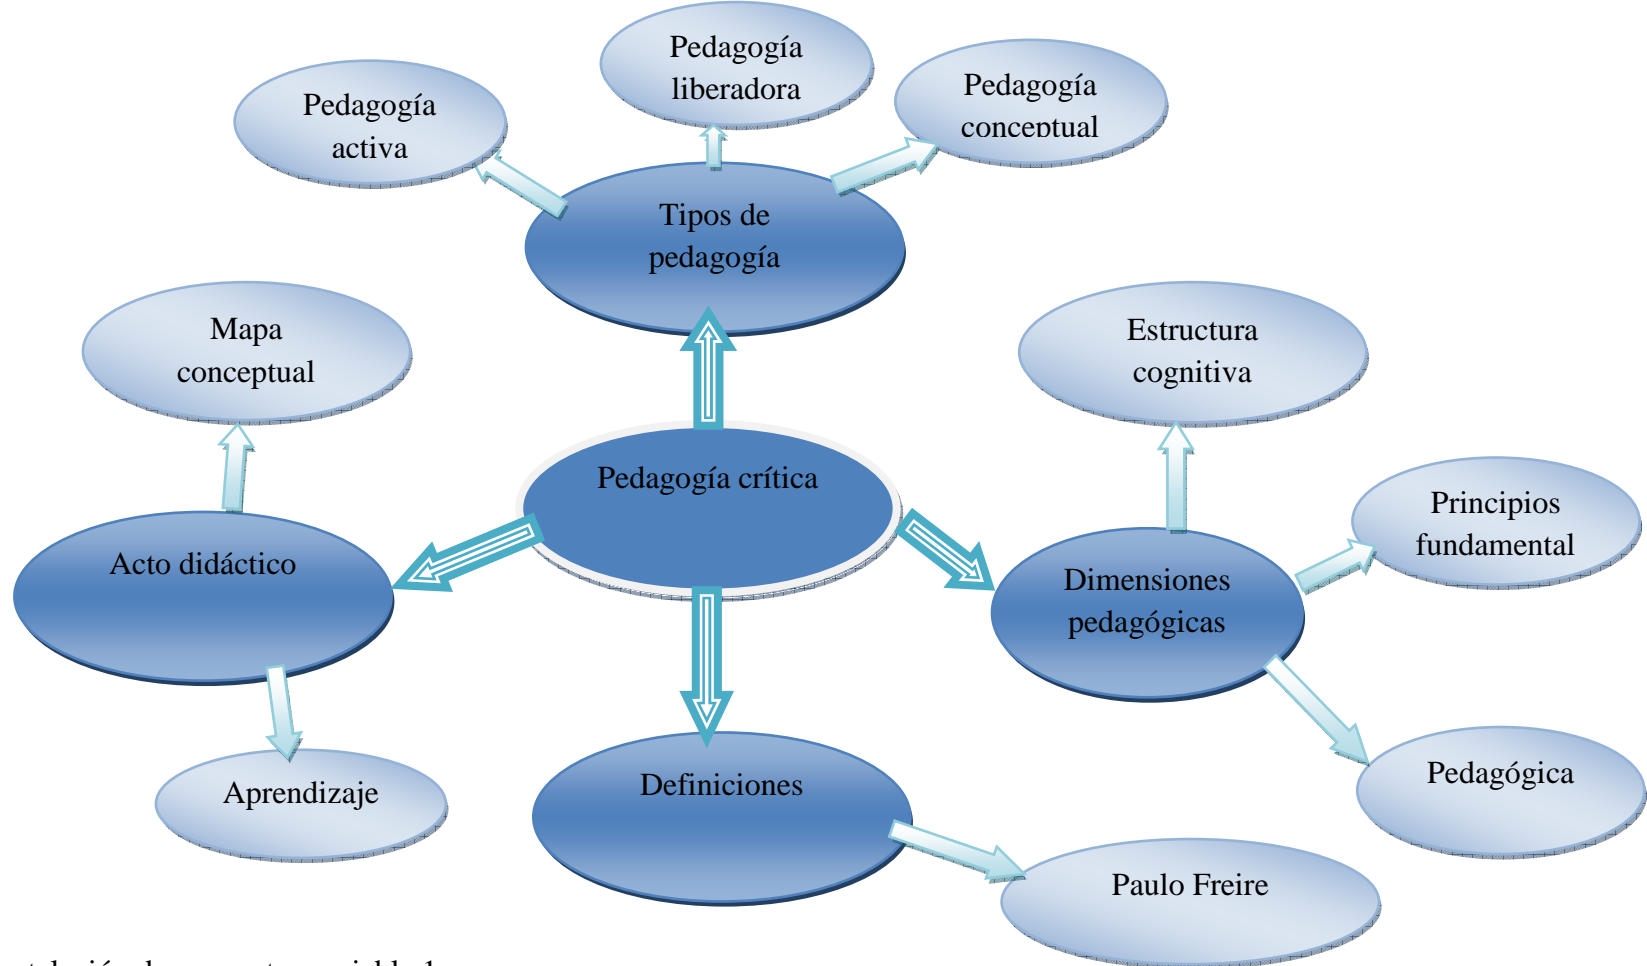 Pedagogía
liberadora
Pedagogía
activa
Pedagogía
conceptual
Tipos de
pedagogía
Mapa
conceptual
Estructura
cognitiva
Pedagogía crítica
Principios
fundamental
Acto didáctico
Dimensiones
pedagógicas
Aprendizaje
Definiciones
Pedagógica
Paulo Freire